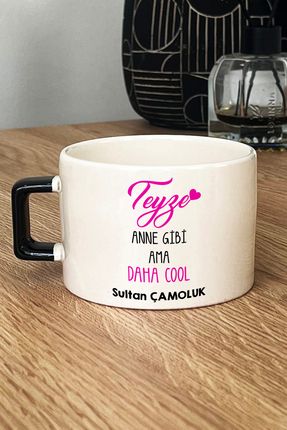 Teyze
ANNE GİBİ
AMA
DAHA COOL
Sultan ÇAMOLUK